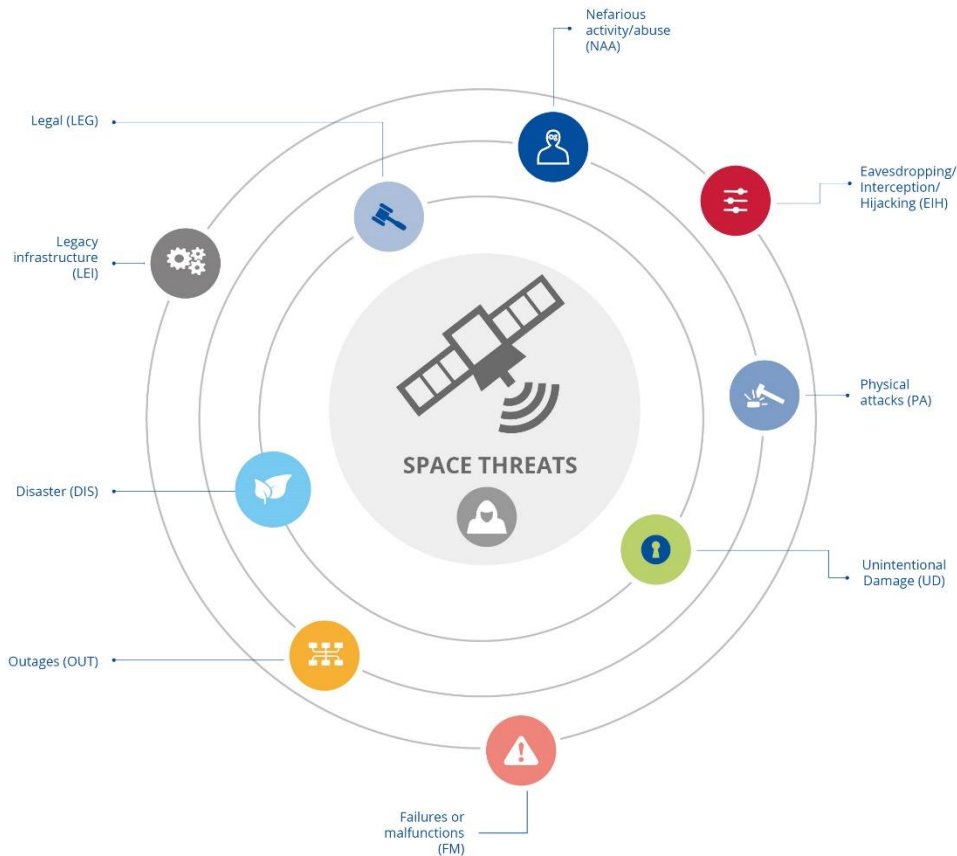 Nefarious
activity/abuse
(NAA)
Legal (LEG)
Eavesdropping/
Interception/
Hijacking (EIH)
Legacy
infrastructure
(LEI)
Physical
attacks (PA)
SPACE THREATS
Disaster (DIS)
Unintentional
Damage (UD)
Outages (OUT)
Failures or
malfunctions
(FM)